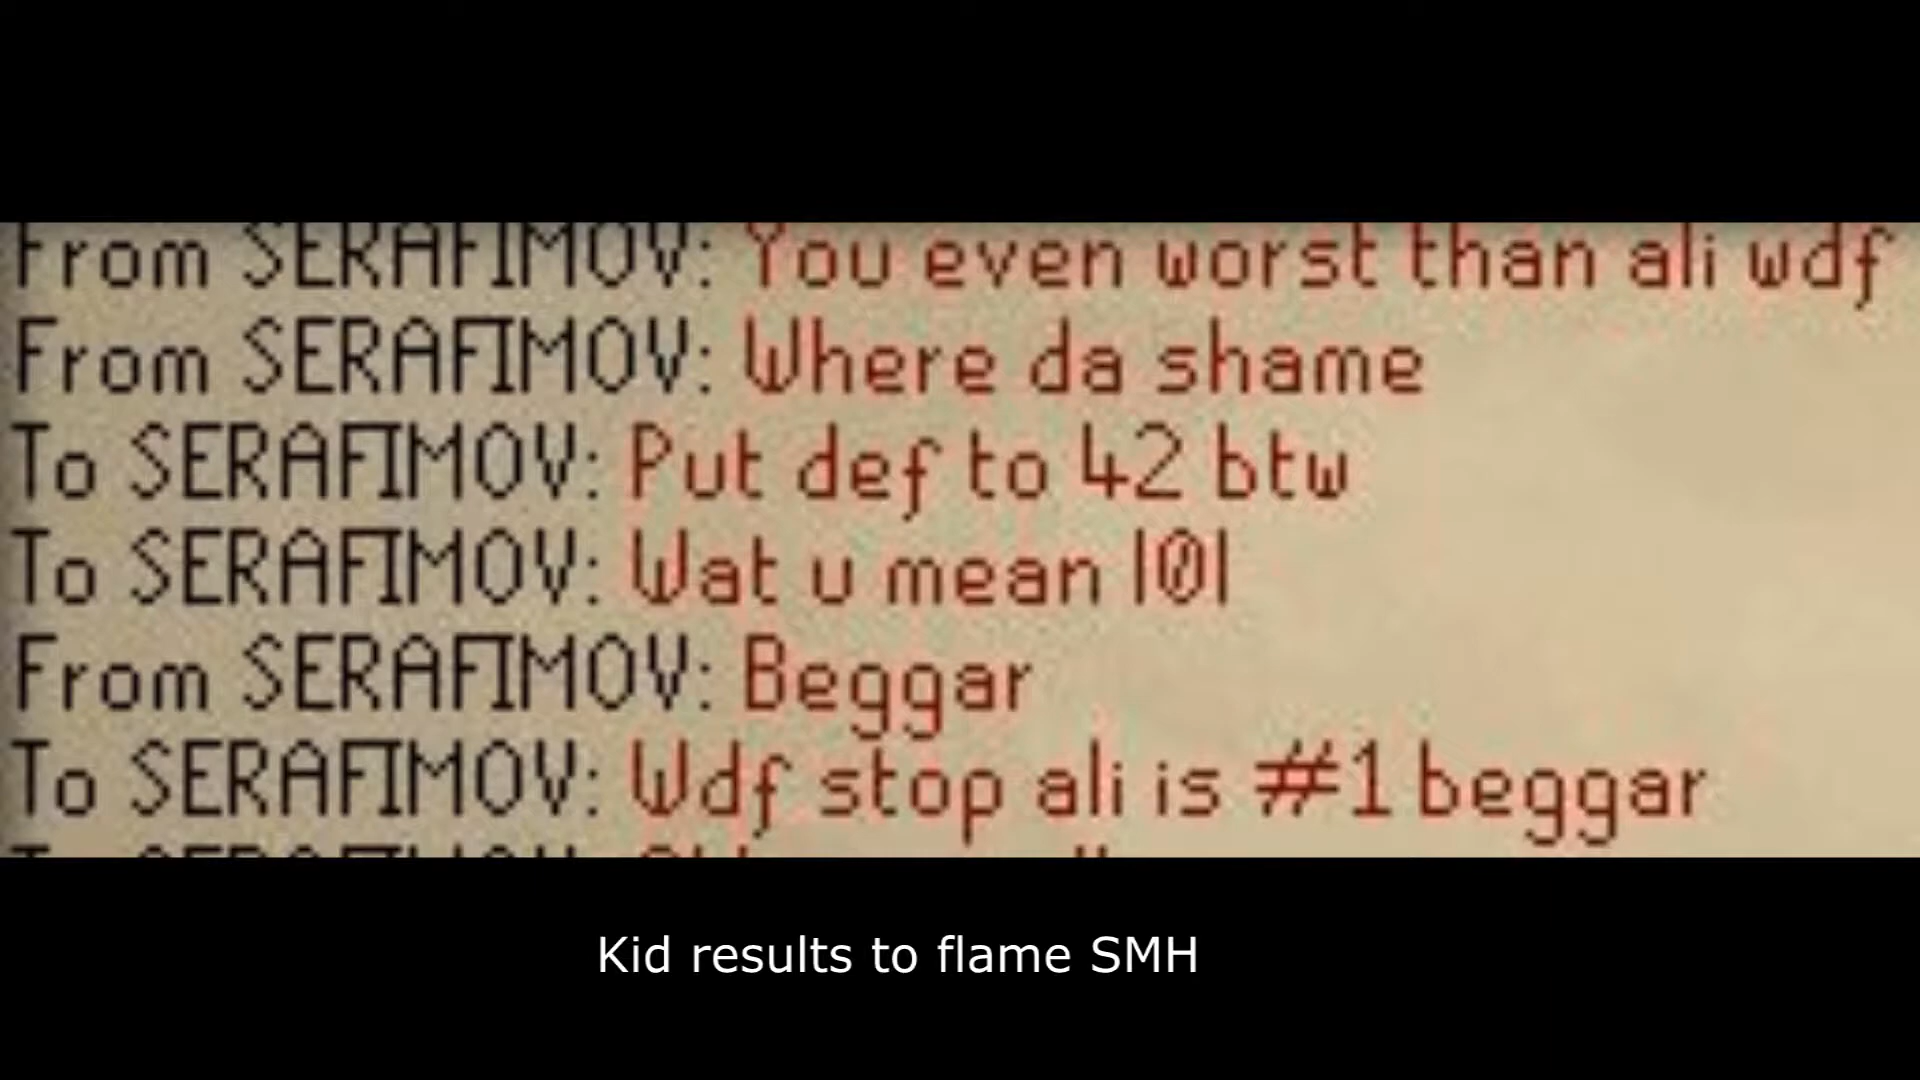 From SERAFIMOV: You even worst than ali wdf
From SERAFIMOV: Where da shame
To SERAFIMOV: Put def to 42 btw
To SERAFIMOV: Wat u mean l0l
From SERAFIMOV: Beggar
To SERAFIMOV: Wdf stop ali is #1 beggar
Kid results to flame SMH